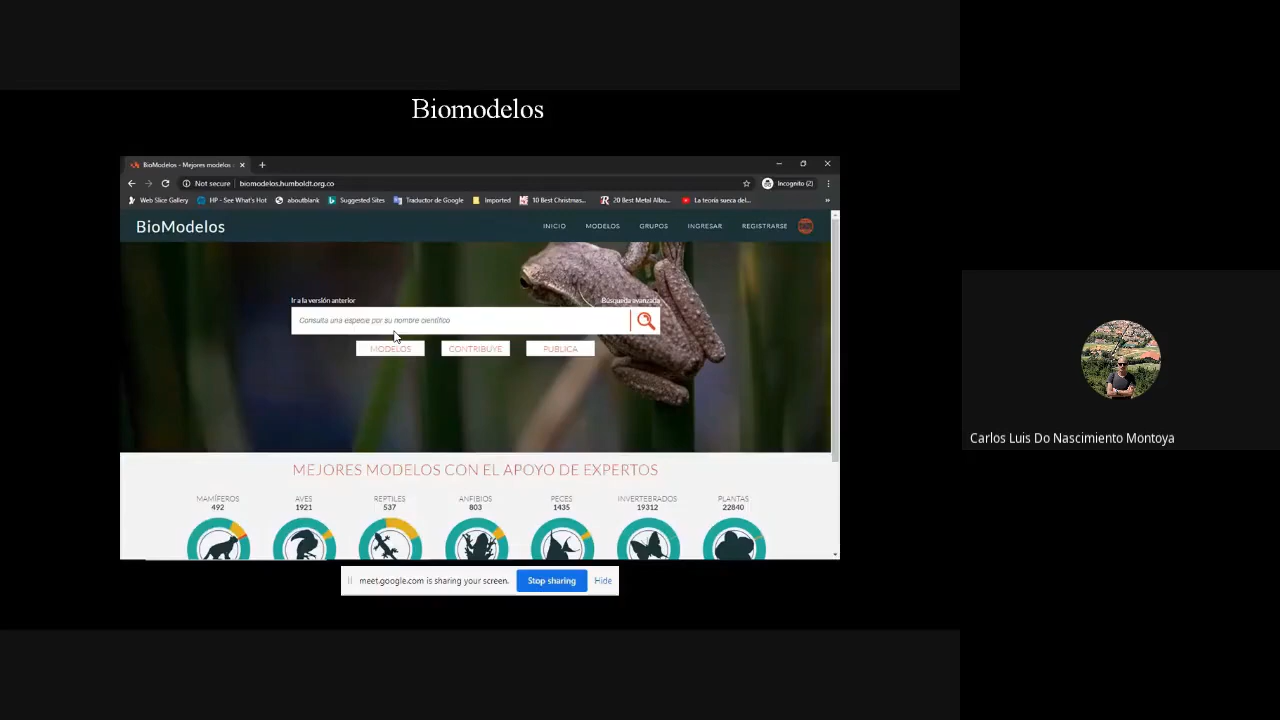 Biomodelos
BioModelos - Mejores modelos
Not secure
biomodelos.humboldt.org.co
Incognito (2)
Web Slice Gallery
HP - See What's Hot
aboutblank
Suggested Sites
Traductor de Google
Imported
10 Best Christmas...
20 Best Metal Albu...
La teoría sueca del...
»
BioModelos
INICIO
MODELOS
GRUPOS
INGRESAR
REGISTRARSE
Ir a la versión anterior
Búsqueda avanzada
Consulta una especie por su nombre científico
MODELOS
CONTRIBUYE
PUBLICA
MEJORES MODELOS CON EL APOYO DE EXPERTOS
MAMÍFEROS
492
AVES
1921
REPTILES
537
ANFIBIOS
803
PECES
1435
INVERTEBRADOS
19312
PLANTAS
22840
meet.google.com is sharing your screen.
Stop sharing
Hide
Carlos Luis Do Nascimiento Montoya